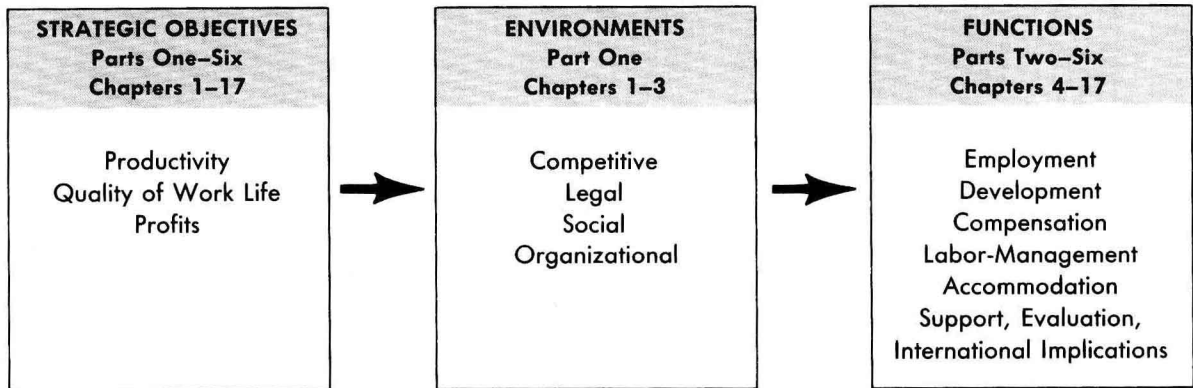 STRATEGIC OBJECTIVES
Parts One–Six
Chapters 1–17
Productivity
Quality of Work Life
Profits
ENVIRONMENTS
Part One
Chapters 1–3
Competitive
Legal
Social
Organizational
FUNCTIONS
Parts Two–Six
Chapters 4–17
Employment
Development
Compensation
Labor-Management
Accommodation
Support, Evaluation,
International Implications